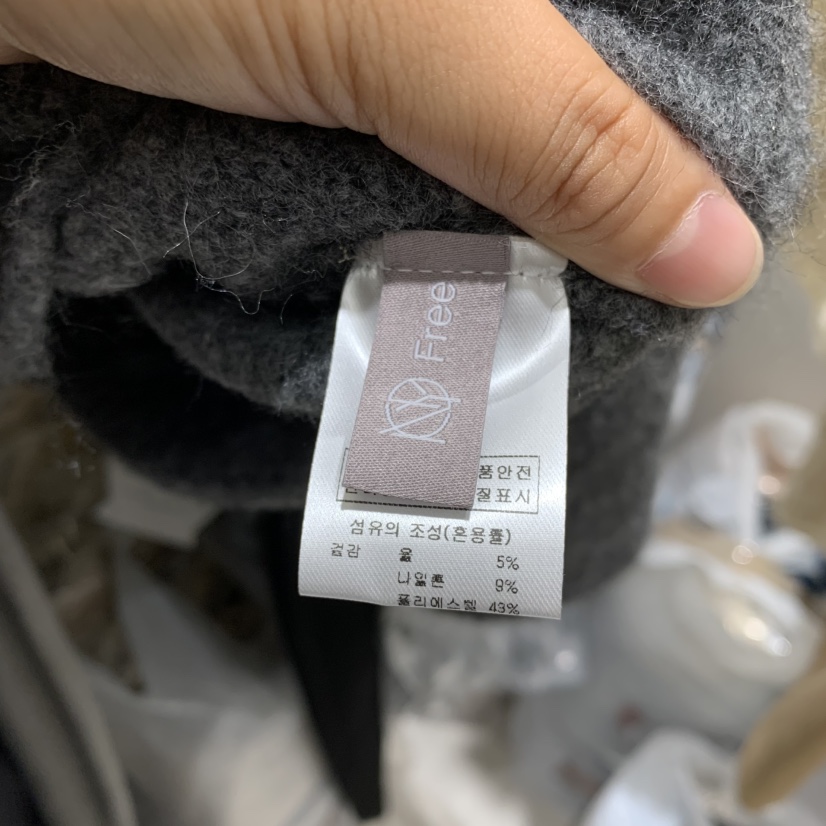 Free
품안전
질표시
섬유의 조성(혼용률)
겉감 울 5%
나일론 9%
폴리에스텔 43%